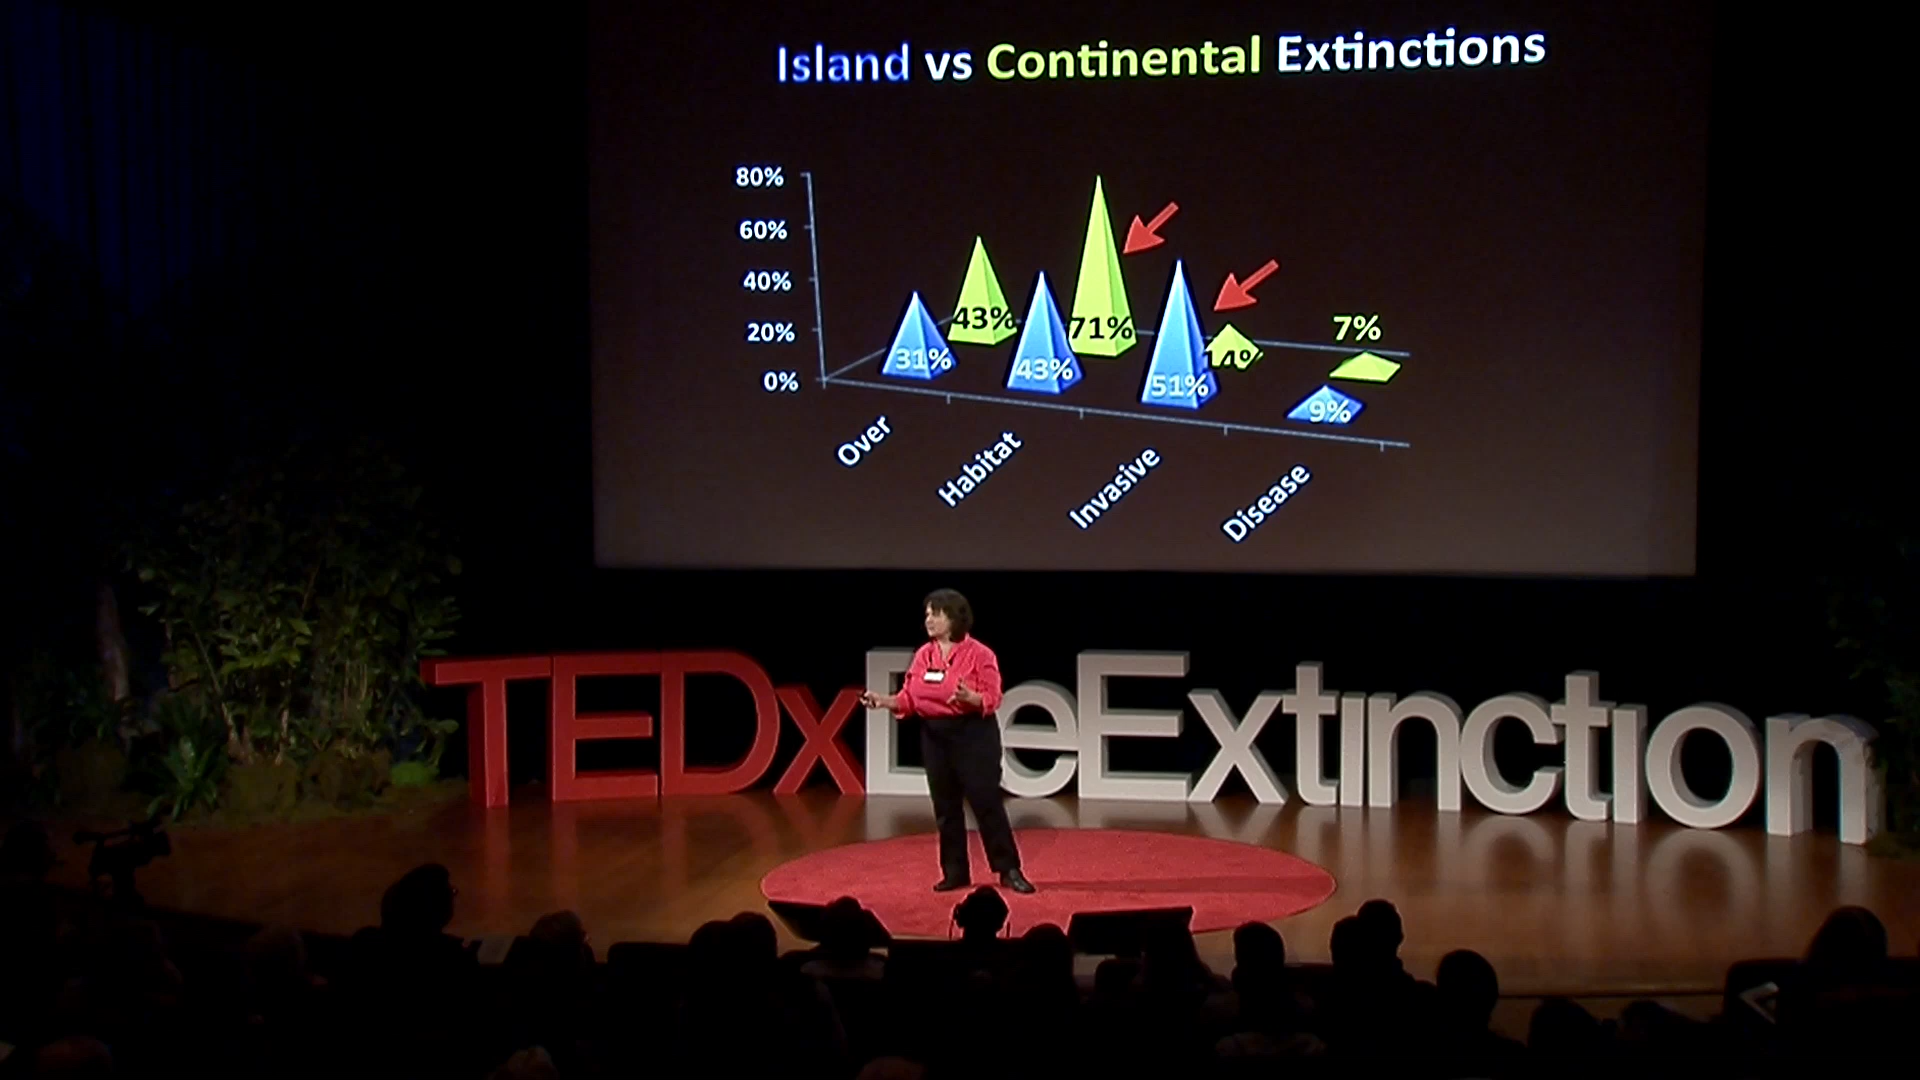 Island vs Continental Extinctions
80%
60%
40%
20%
0%
43%
71%
14%
7%
31%
43%
51%
9%
Over
Habitat
Invasive
Disease
TEDxDeExtinction